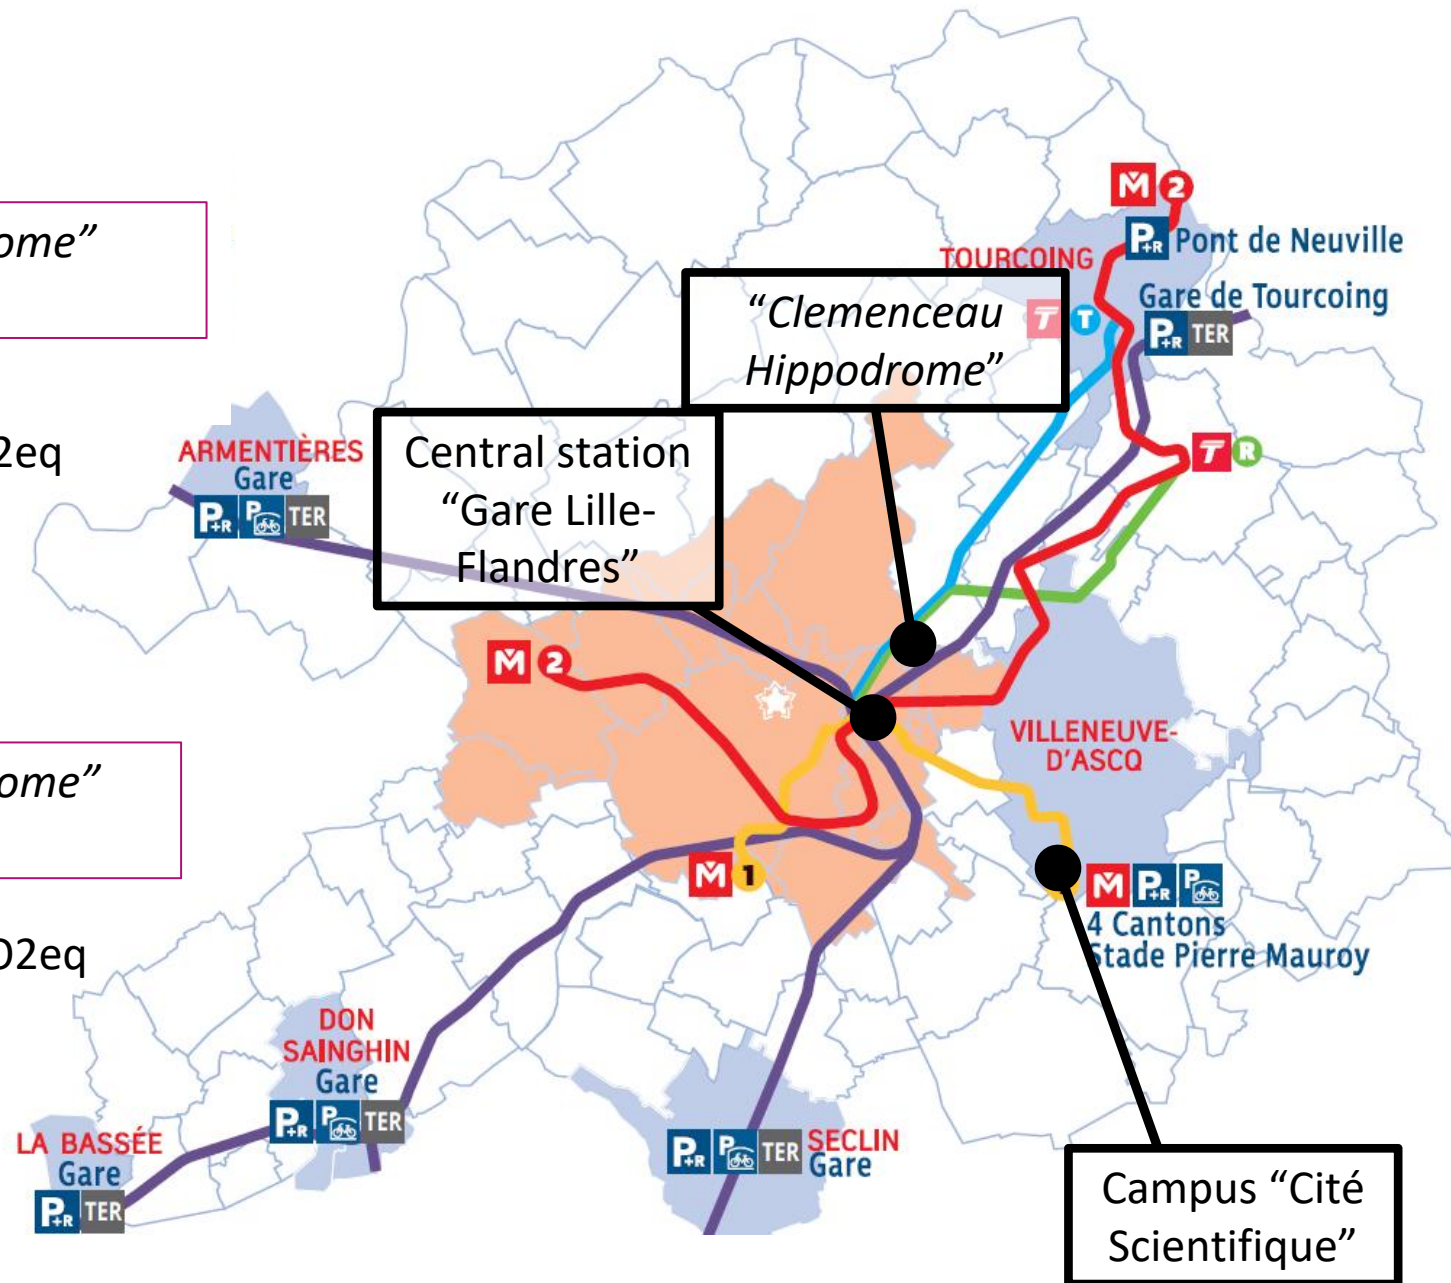 M 2
P+R Pont de Neuville
TOURCOING
Gare de Tourcoing
P+R TER
T T
“Clemenceau
Hippodrome”
ome”
2eq
ARMENTIÈRES
Gare
P+R P TER
Central station
“Gare Lille-
Flandres”
T R
M 2
VILLENEUVE-
D'ASCQ
ome”
M 1
M P+R P
4 Cantons
Stade Pierre Mauroy
O2eq
DON
SAINGHIN
Gare
P+R P TER
LA BASSÉE
Gare
P+R TER
P+R P TER SECLIN
Gare
Campus “Cité
Scientifique”